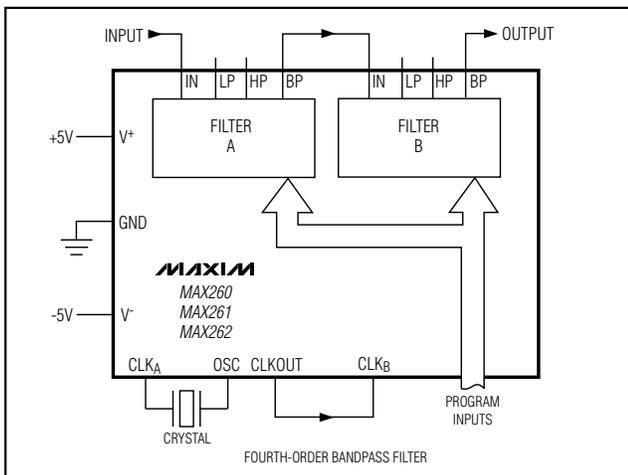 INPUT
OUTPUT
IN LP HP BP
IN LP HP BP
FILTER
A
FILTER
B
+5V
V+
GND
MAXIM
MAX260
MAX261
MAX262
-5V
V-
CLKA
OSC
CLKOUT
CLKB
PROGRAM
INPUTS
CRYSTAL
FOURTH-ORDER BANDPASS FILTER